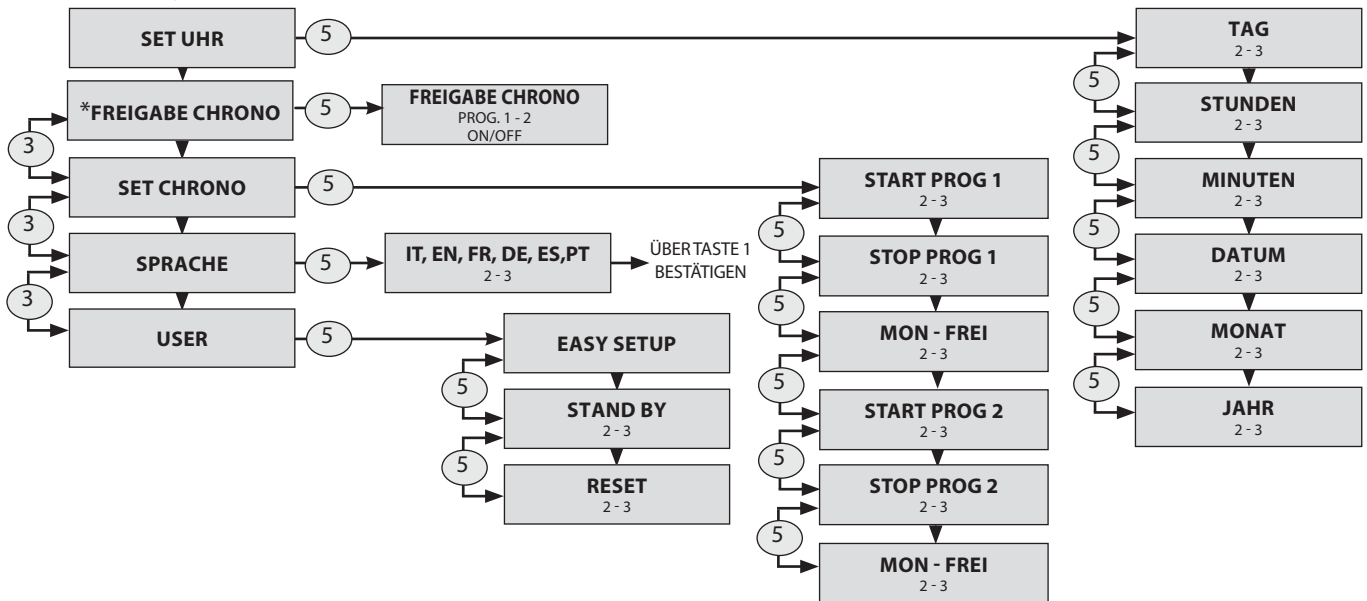 SET UHR
5
*FREIGABE CHRONO
5
FREIGABE CHRONO
PROG. 1 - 2
ON/OFF
3
SET CHRONO
5
3
SPRACHE
5
IT, EN, FR, DE, ES,PT
2 - 3
ÜBER TASTE 1
BESTÄTIGEN
3
USER
5
EASY SETUP
5
STAND BY
2 - 3
5
RESET
2 - 3
START PROG 1
2 - 3
5
STOP PROG 1
2 - 3
5
MON - FREI
2 - 3
5
START PROG 2
2 - 3
5
STOP PROG 2
2 - 3
5
MON - FREI
2 - 3
TAG
2 - 3
5
STUNDEN
2 - 3
5
MINUTEN
2 - 3
5
DATUM
2 - 3
5
MONAT
2 - 3
5
JAHR
2 - 3